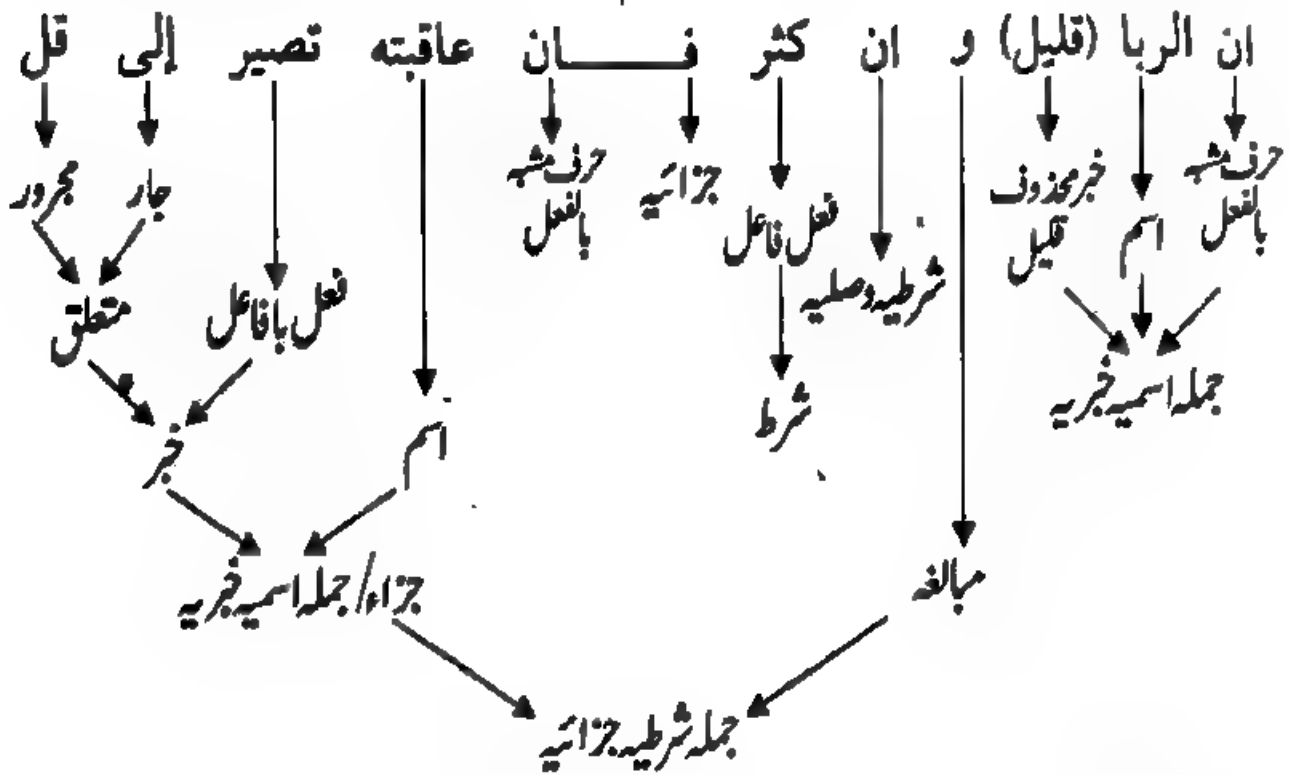 ان الربا (قليل) و ان كثر فــــــان عاقبته تصير إلى قل
حرف مشبہ بالفعل
اسم
خبر محذوف قلیل
شرطیہ وصلیہ
فعل فاعل
جزائیہ
حرف مشبہ بالفعل
جار
مجرور
فعل با فاعل
متعلق
جملہ اسمیہ خبریہ
شرط
اسم
خبر
مبالغہ
جزاء/جملہ اسمیہ خبریہ
جملہ شرطیہ جزائیہ